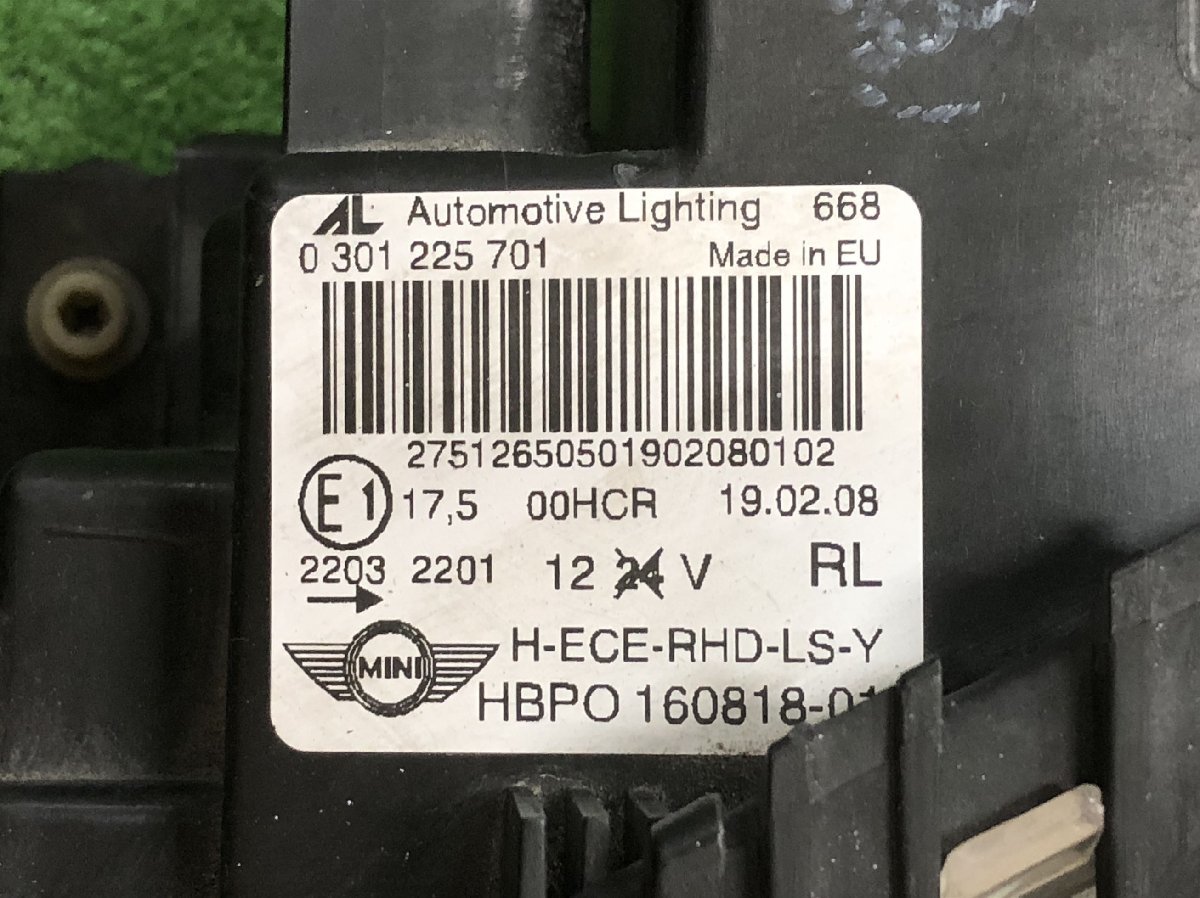 AL Automotive Lighting 668
0 301 225 701 Made in EU
27512650501902080102
E1 17,5 00HCR 19.02.08
2203 2201 12 24 V RL
MINI H-ECE-RHD-LS-Y
HBPO 160818-01